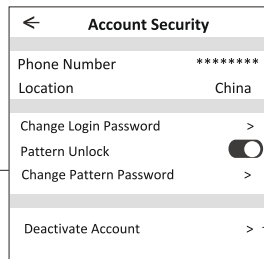 Account Security
Phone Number ********
Location China
Change Login Password >
Pattern Unlock
Change Pattern Password >
Deactivate Account >